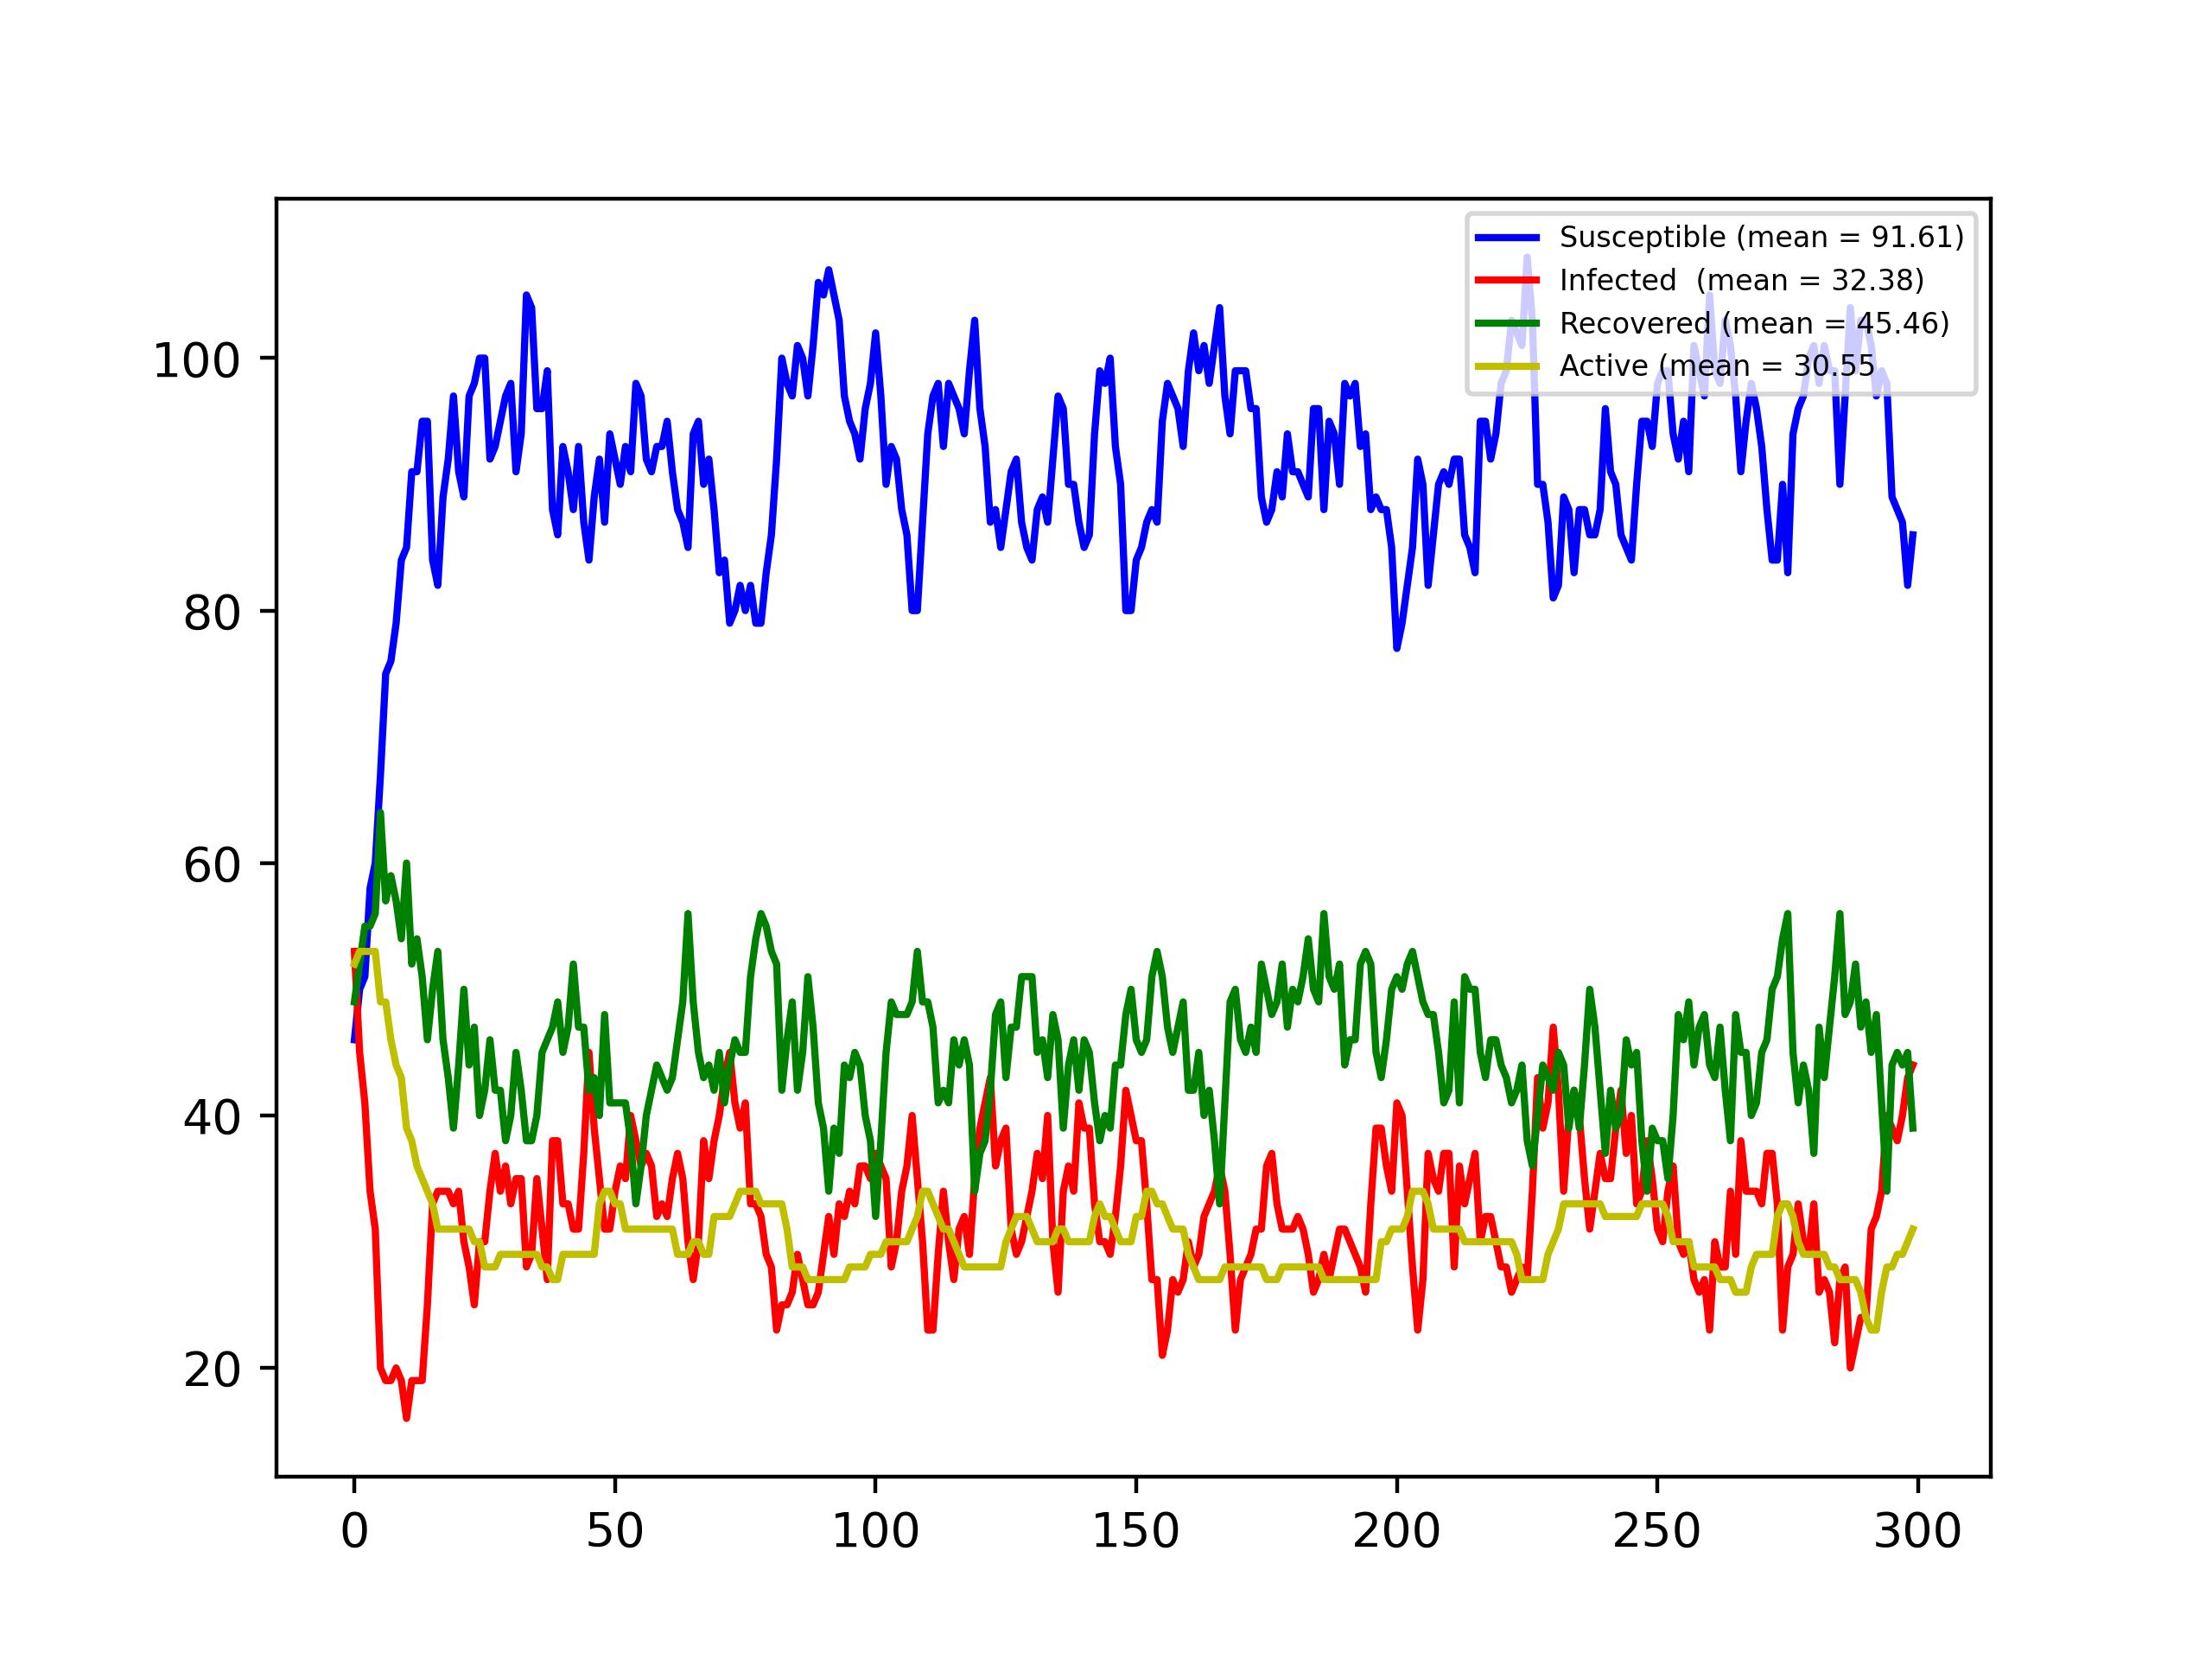 Susceptible (mean = 91.61)
Infected  (mean = 32.38)
Recovered (mean = 45.46)
Active (mean = 30.55
100
80
60
40
20
0 50 100 150 200 250 300